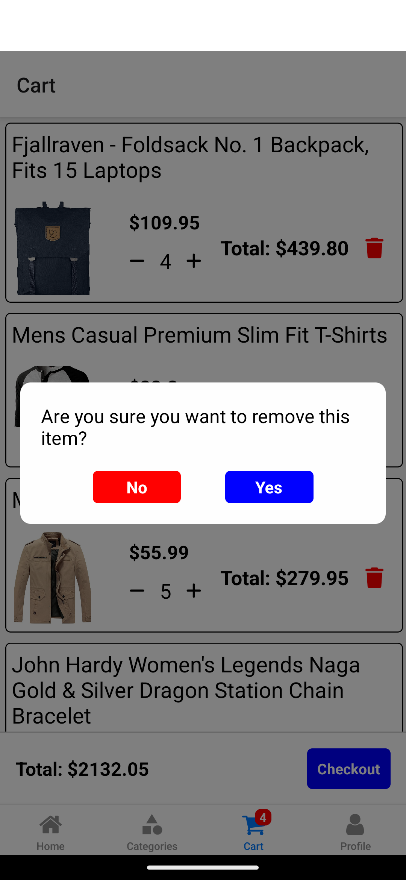 Cart
Fjallraven - Foldsack No. 1 Backpack,
Fits 15 Laptops
$109.95
4
Total: $439.80
Mens Casual Premium Slim Fit T-Shirts
Are you sure you want to remove this
item?
No
Yes
$55.99
5
Total: $279.95
John Hardy Women's Legends Naga
Gold & Silver Dragon Station Chain
Bracelet
Total: $2132.05
Checkout
4
Home
Categories
Cart
Profile